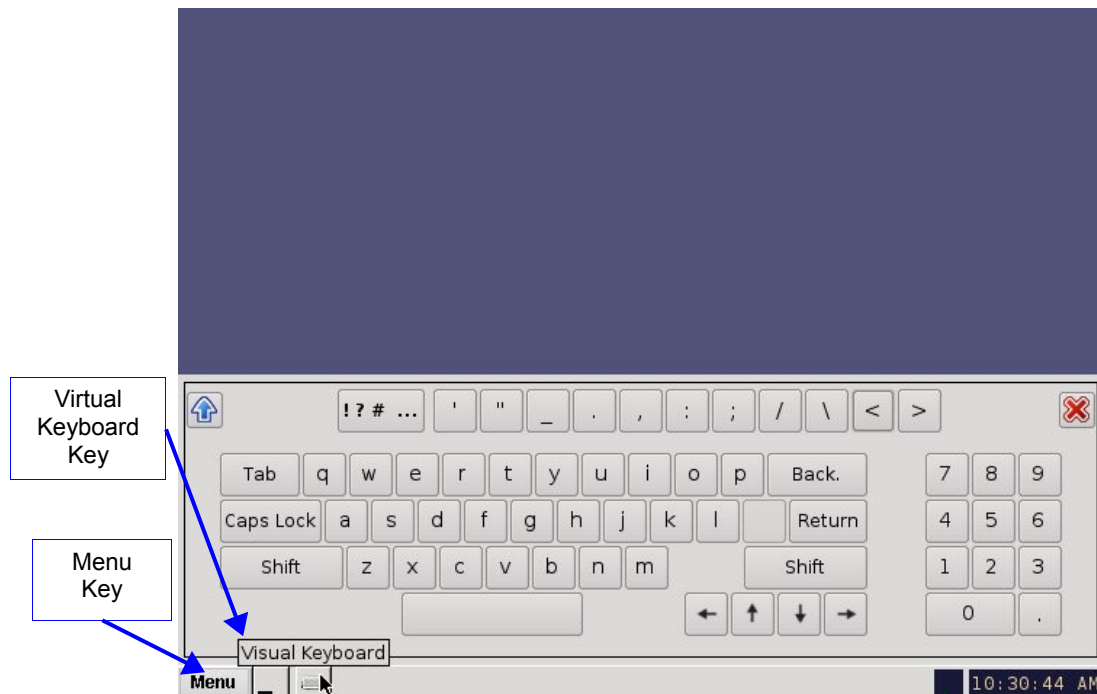 Virtual
Keyboard
Key
! ? # ... ' " _ . , : ; / \ < >
Tab q w e r t y u i o p Back. 7 8 9
Caps Lock a s d f g h j k l Return 4 5 6
Menu
Key
Shift z x c v b n m Shift 1 2 3
← ↑ ↓ → 0 .
Visual Keyboard
Menu _ 10:30:44 AM